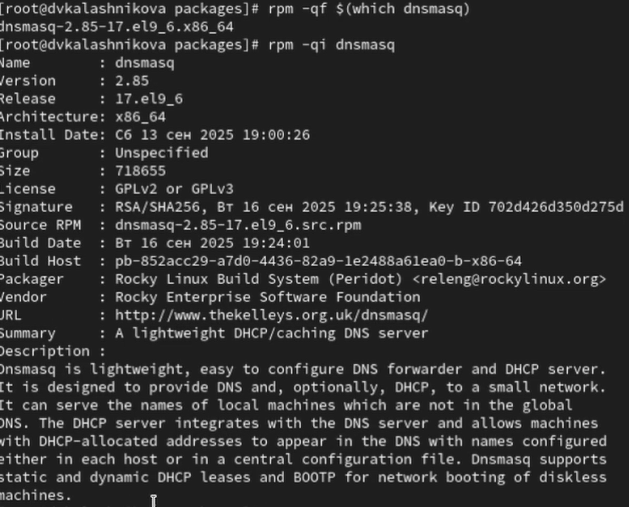 [root@dvkalashnikova packages]# rpm -qf $(which dnsmasq)
dnsmasq-2.85-17.el9_6.x86_64
[root@dvkalashnikova packages]# rpm -qi dnsmasq
Name        : dnsmasq
Version     : 2.85
Release     : 17.el9_6
Architecture: x86_64
Install Date: Сб 13 сен 2025 19:00:26
Group       : Unspecified
Size        : 718655
License     : GPLv2 or GPLv3
Signature   : RSA/SHA256, Вт 16 сен 2025 19:25:38, Key ID 702d426d350d275d
Source RPM  : dnsmasq-2.85-17.el9_6.src.rpm
Build Date  : Вт 16 сен 2025 19:24:01
Build Host  : pb-852acc29-a7d0-4436-82a9-1e2488a61ea0-b-x86-64
Packager    : Rocky Linux Build System (Peridot) <releng@rockylinux.org>
Vendor      : Rocky Enterprise Software Foundation
URL         : http://www.thekelleys.org.uk/dnsmasq/
Summary     : A lightweight DHCP/caching DNS server
Description :
Dnsmasq is lightweight, easy to configure DNS forwarder and DHCP server.
It is designed to provide DNS and, optionally, DHCP, to a small network.
It can serve the names of local machines which are not in the global
DNS. The DHCP server integrates with the DNS server and allows machines
with DHCP-allocated addresses to appear in the DNS with names configured
either in each host or in a central configuration file. Dnsmasq supports
static and dynamic DHCP leases and BOOTP for network booting of diskless
machines.